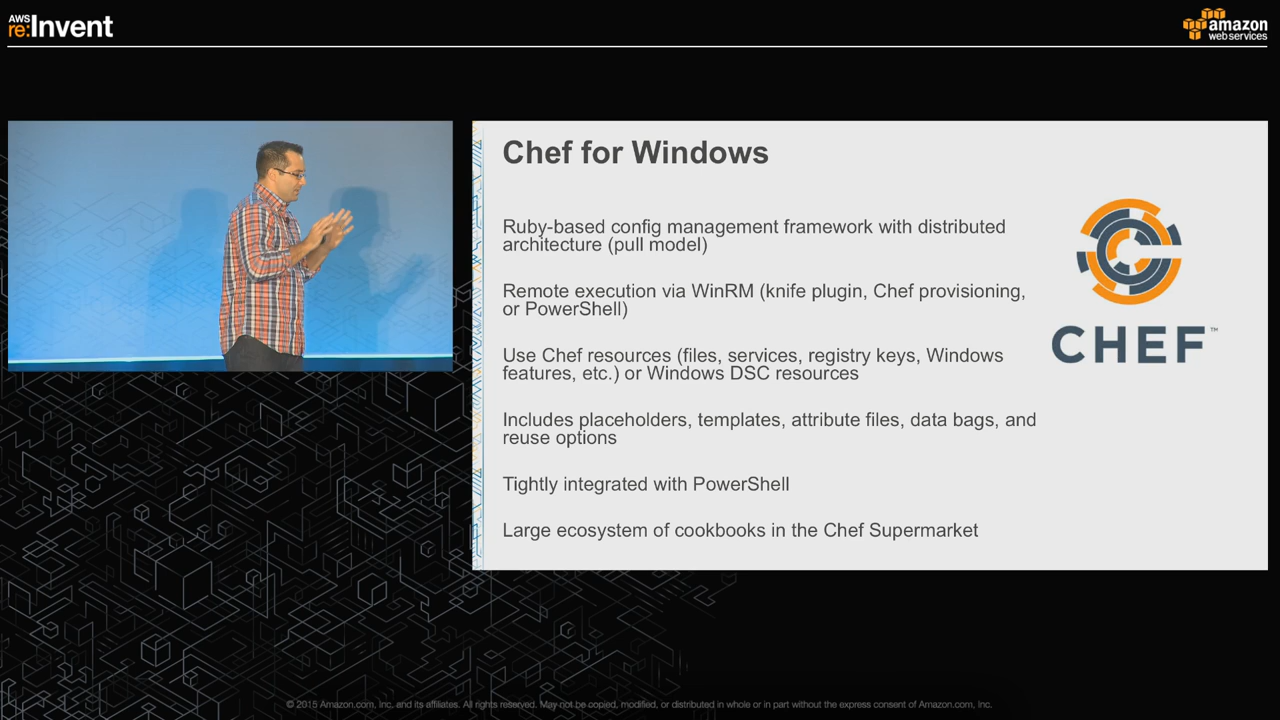 AWS
re:Invent
amazon
web services
Chef for Windows
Ruby-based config management framework with distributed
architecture (pull model)
Remote execution via WinRM (knife plugin, Chef provisioning,
or PowerShell)
Use Chef resources (files, services, registry keys, Windows
features, etc.) or Windows DSC resources
Includes placeholders, templates, attribute files, data bags, and
reuse options
Tightly integrated with PowerShell
Large ecosystem of cookbooks in the Chef Supermarket
CHEF™
© 2015 Amazon.com, Inc. and its affiliates. All rights reserved. May not be copied, modified, or distributed in whole or in part without the express consent of Amazon.com, Inc.